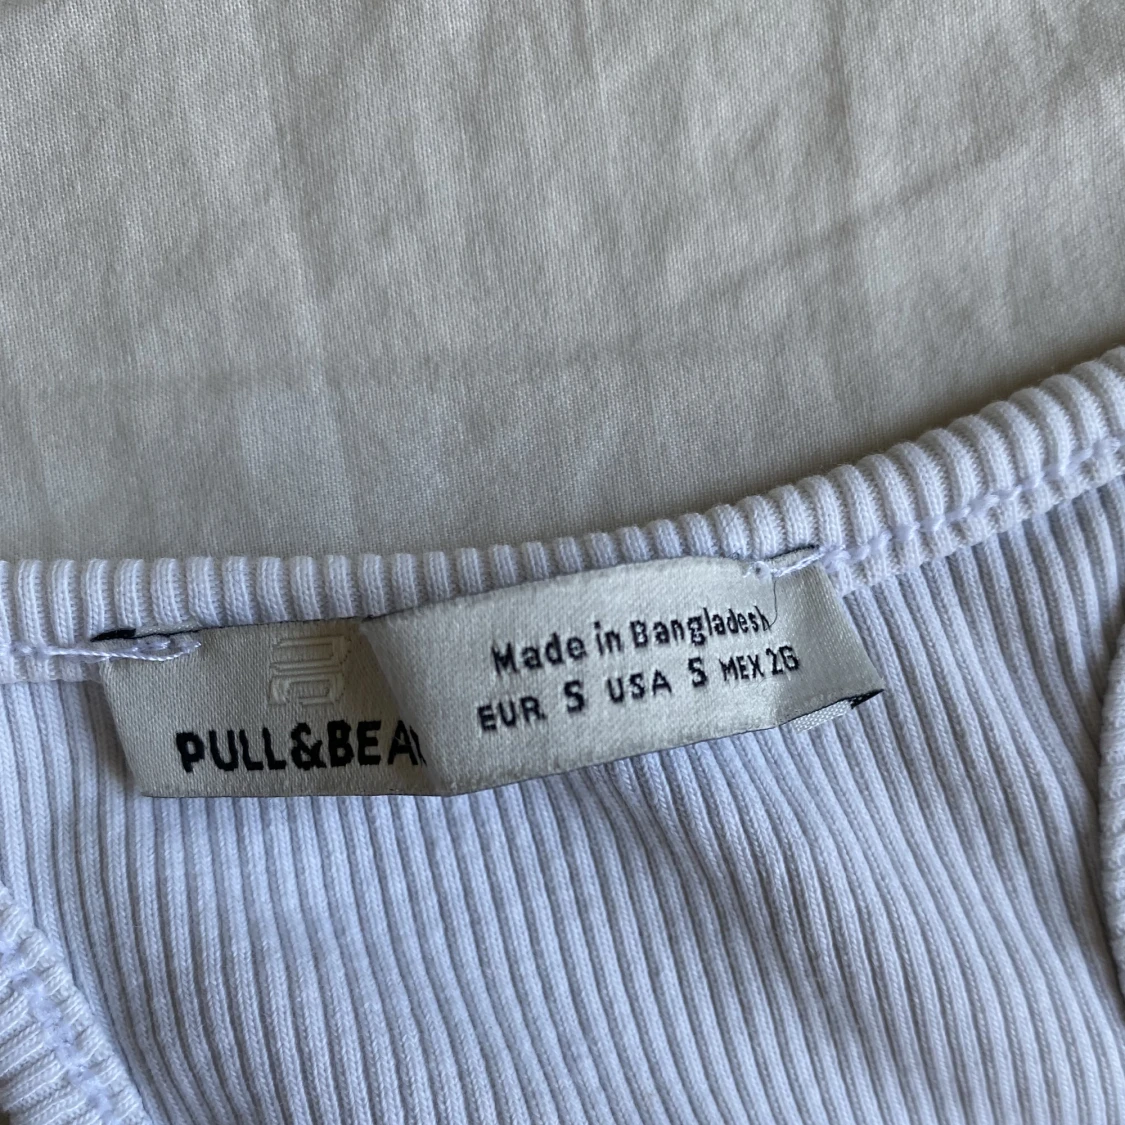 PULL&BEA
Made in Bangladesh
EUR S USA S MEX 26